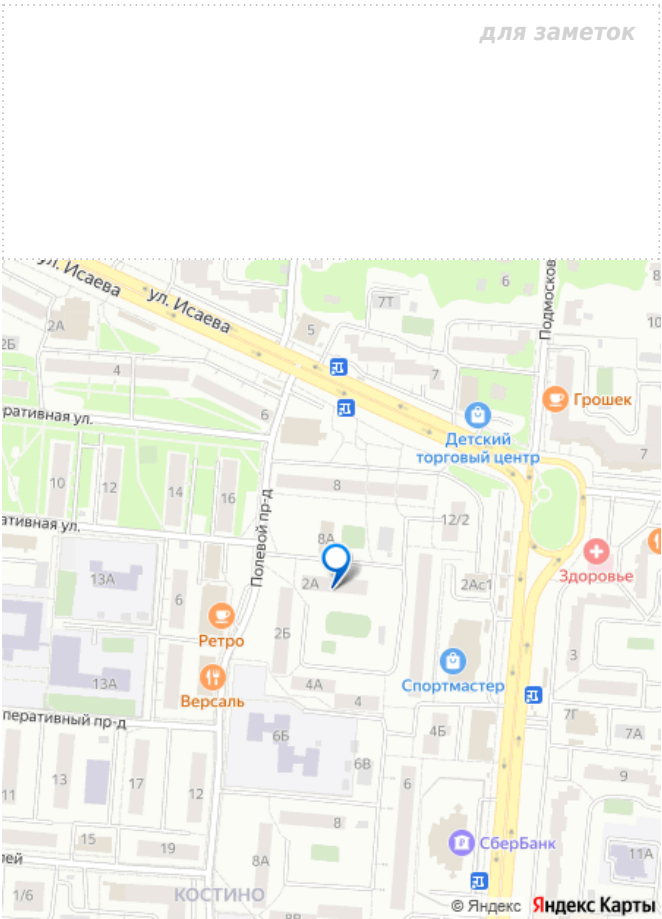 для заметок
ул. Исаева
ул. Исаева
6
8
7Т
10
Подмосков
2А
5
2Б
4
7
Грошек
6
ративная ул.
Детский
торговый центр
7
10
12
14
16
8
Полевой пр-д
12/2
ативная ул.
8А
Здоровье
13А
2А
2Ас1
6
Ретро
2Б
3
Спортмастер
13А
4А
Версаль
4
7Г
перативный пр-д
4Б
7А
6Б
6В
13
17
6
9
11
12
8
15
19
СберБанк
лей
8А
11А
1/6
КОСТИНО
8В
© Яндекс Яндекс Карты